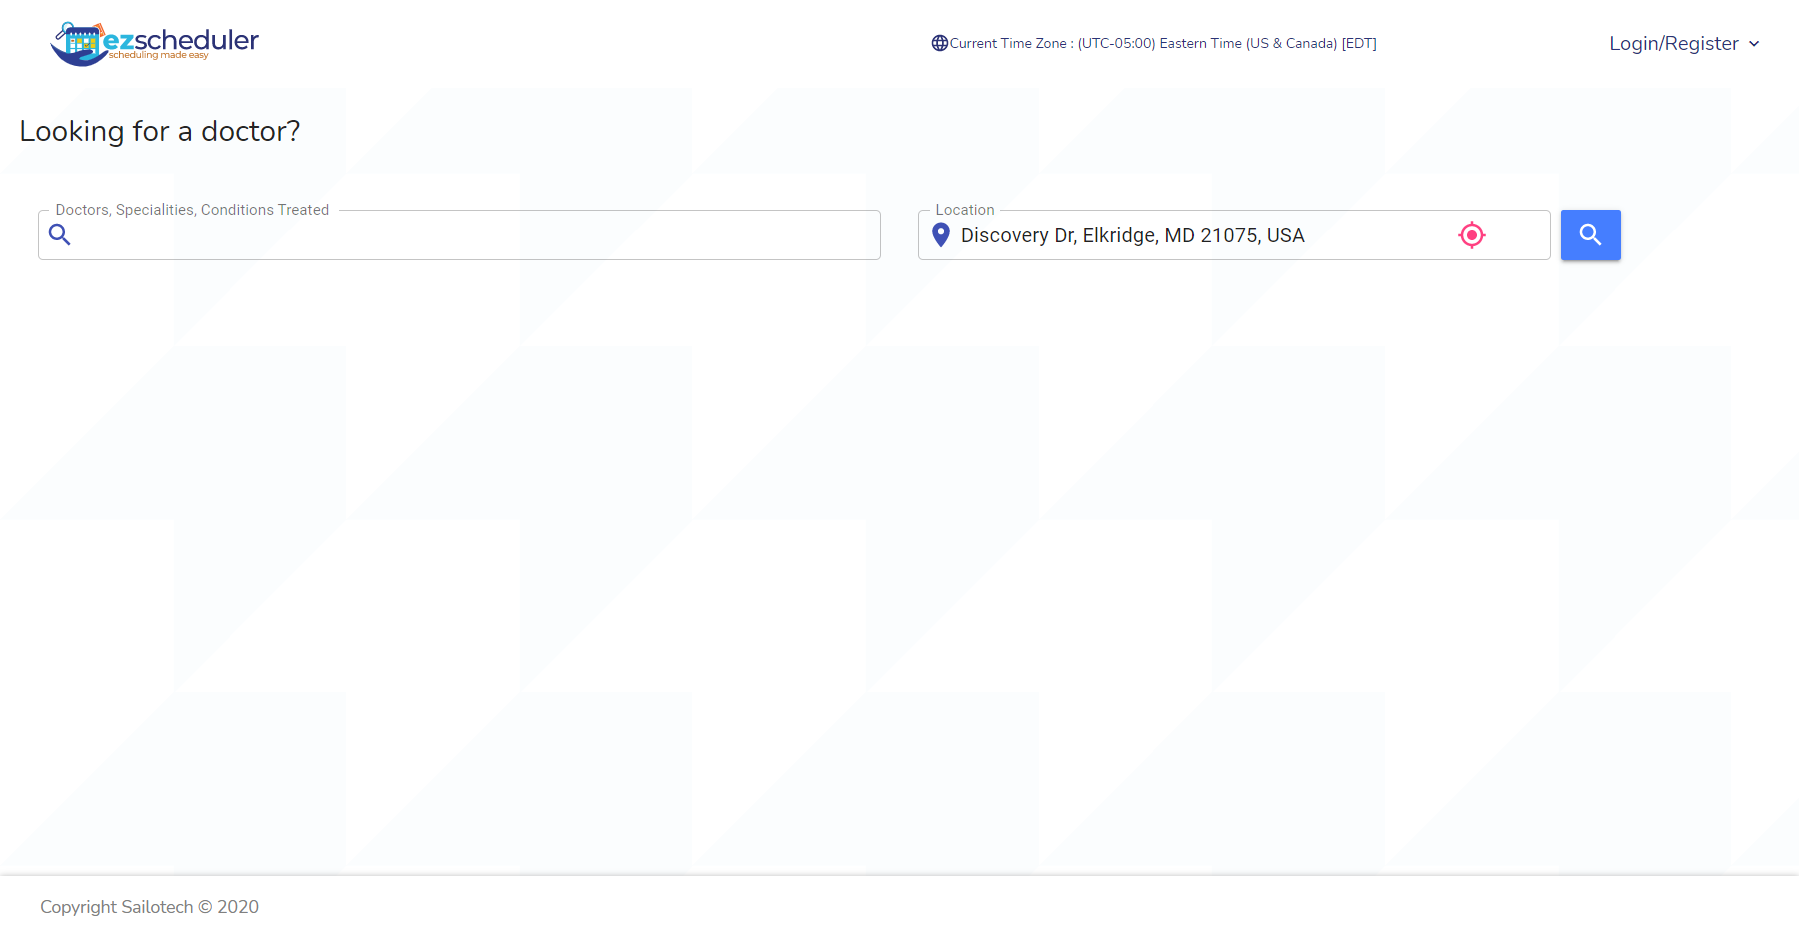 ezscheduler
scheduling made easy
Current Time Zone : (UTC-05:00) Eastern Time (US & Canada) [EDT]
Login/Register
Looking for a doctor?
Doctors, Specialities, Conditions Treated
Location
Discovery Dr, Elkridge, MD 21075, USA
Copyright Sailotech © 2020